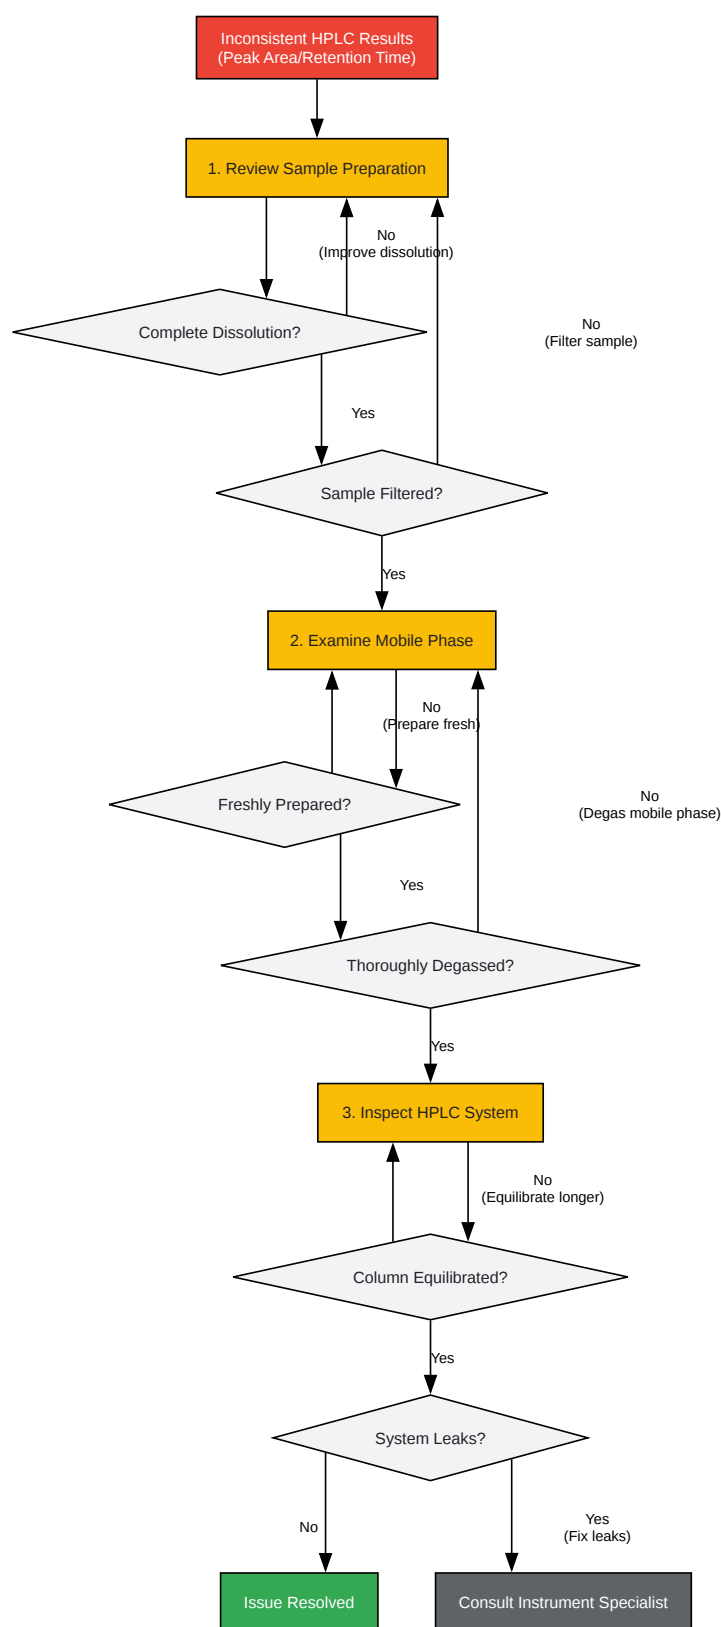 Inconsistent HPLC Results
(Peak Area/Retention Time)
1. Review Sample Preparation
No
(Improve dissolution)
No
(Filter sample)
Complete Dissolution?
Yes
Sample Filtered?
Yes
2. Examine Mobile Phase
No
(Prepare fresh)
No
(Degas mobile phase)
Freshly Prepared?
Yes
Thoroughly Degassed?
Yes
3. Inspect HPLC System
No
(Equilibrate longer)
Column Equilibrated?
Yes
System Leaks?
No
Yes
(Fix leaks)
Issue Resolved
Consult Instrument Specialist